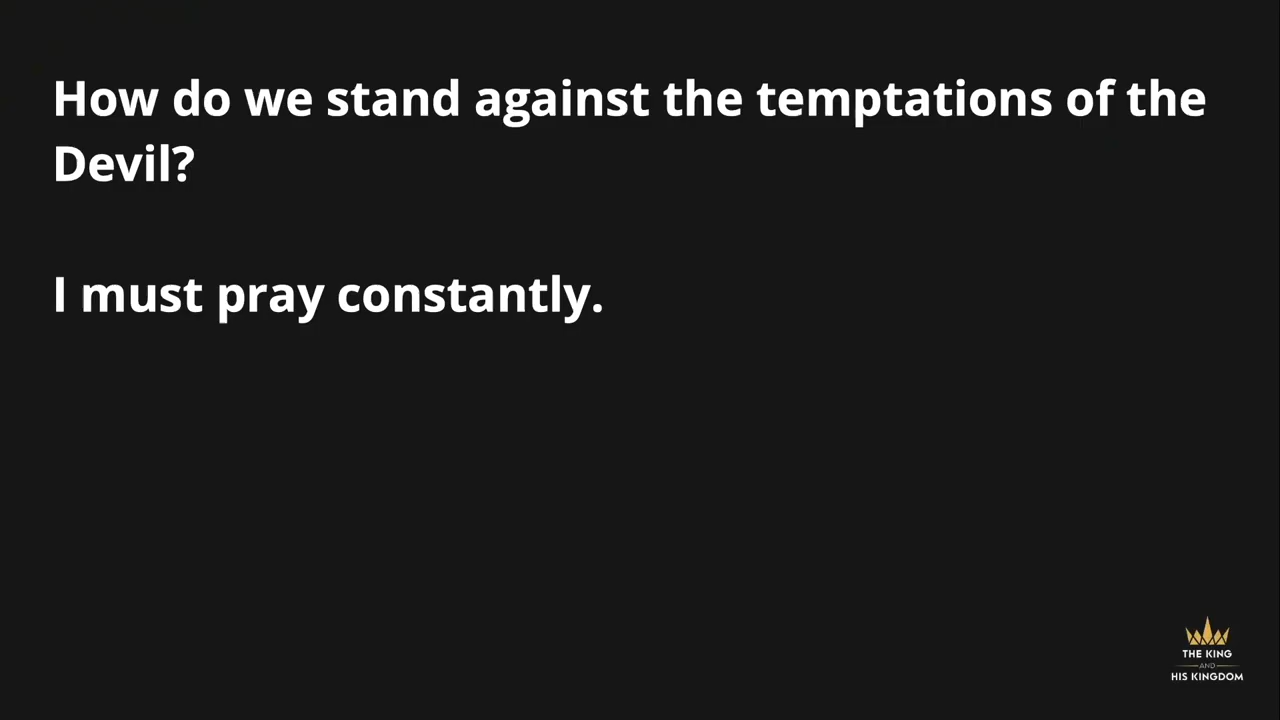 How do we stand against the temptations of the
Devil?
I must pray constantly.
THE KING
AND
HIS KINGDOM